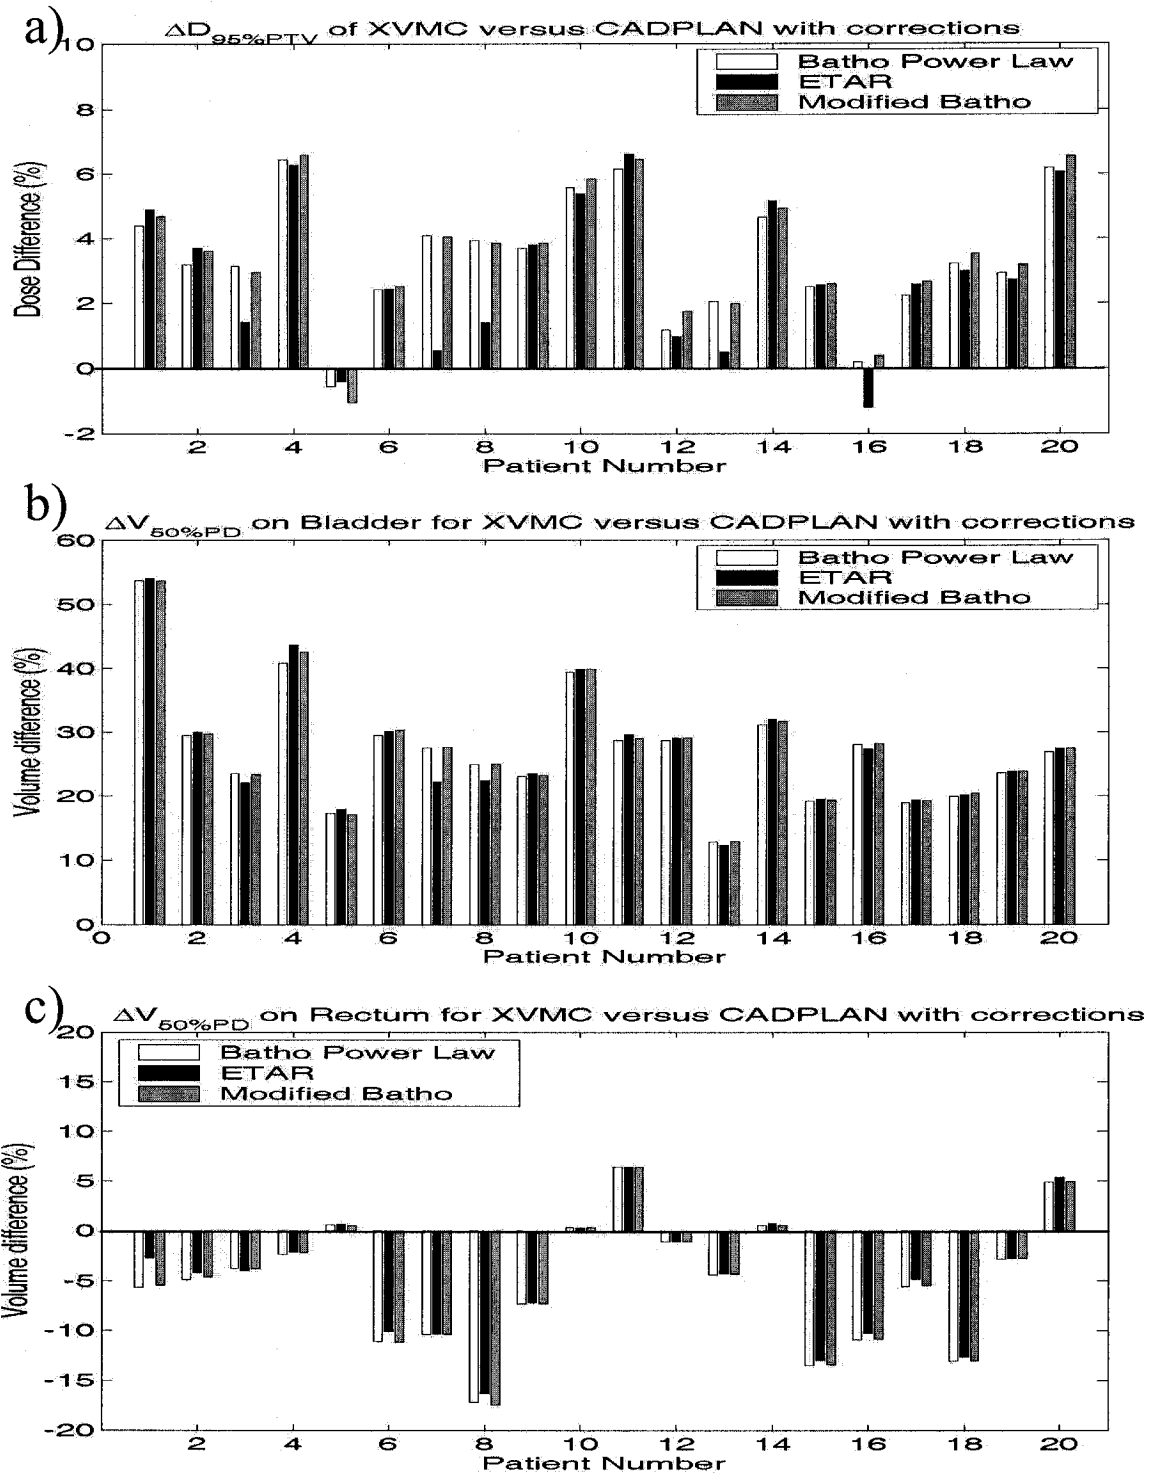 a)
ΔD95%PTV of XVMC versus CADPLAN with corrections
Batho Power Law
ETAR
Modified Batho
Dose Difference (%)
10
8
6
4
2
0
-2
2 4 6 8 10 12 14 16 18 20
Patient Number
b)
ΔV50%PD on Bladder for XVMC versus CADPLAN with corrections
Batho Power Law
ETAR
Modified Batho
Volume difference (%)
60
50
40
30
20
10
0
0 2 4 6 8 10 12 14 16 18 20
Patient Number
c)
ΔV50%PD on Rectum for XVMC versus CADPLAN with corrections
Batho Power Law
ETAR
Modified Batho
Volume difference (%)
20
15
10
5
0
-5
-10
-15
-20
2 4 6 8 10 12 14 16 18 20
Patient Number